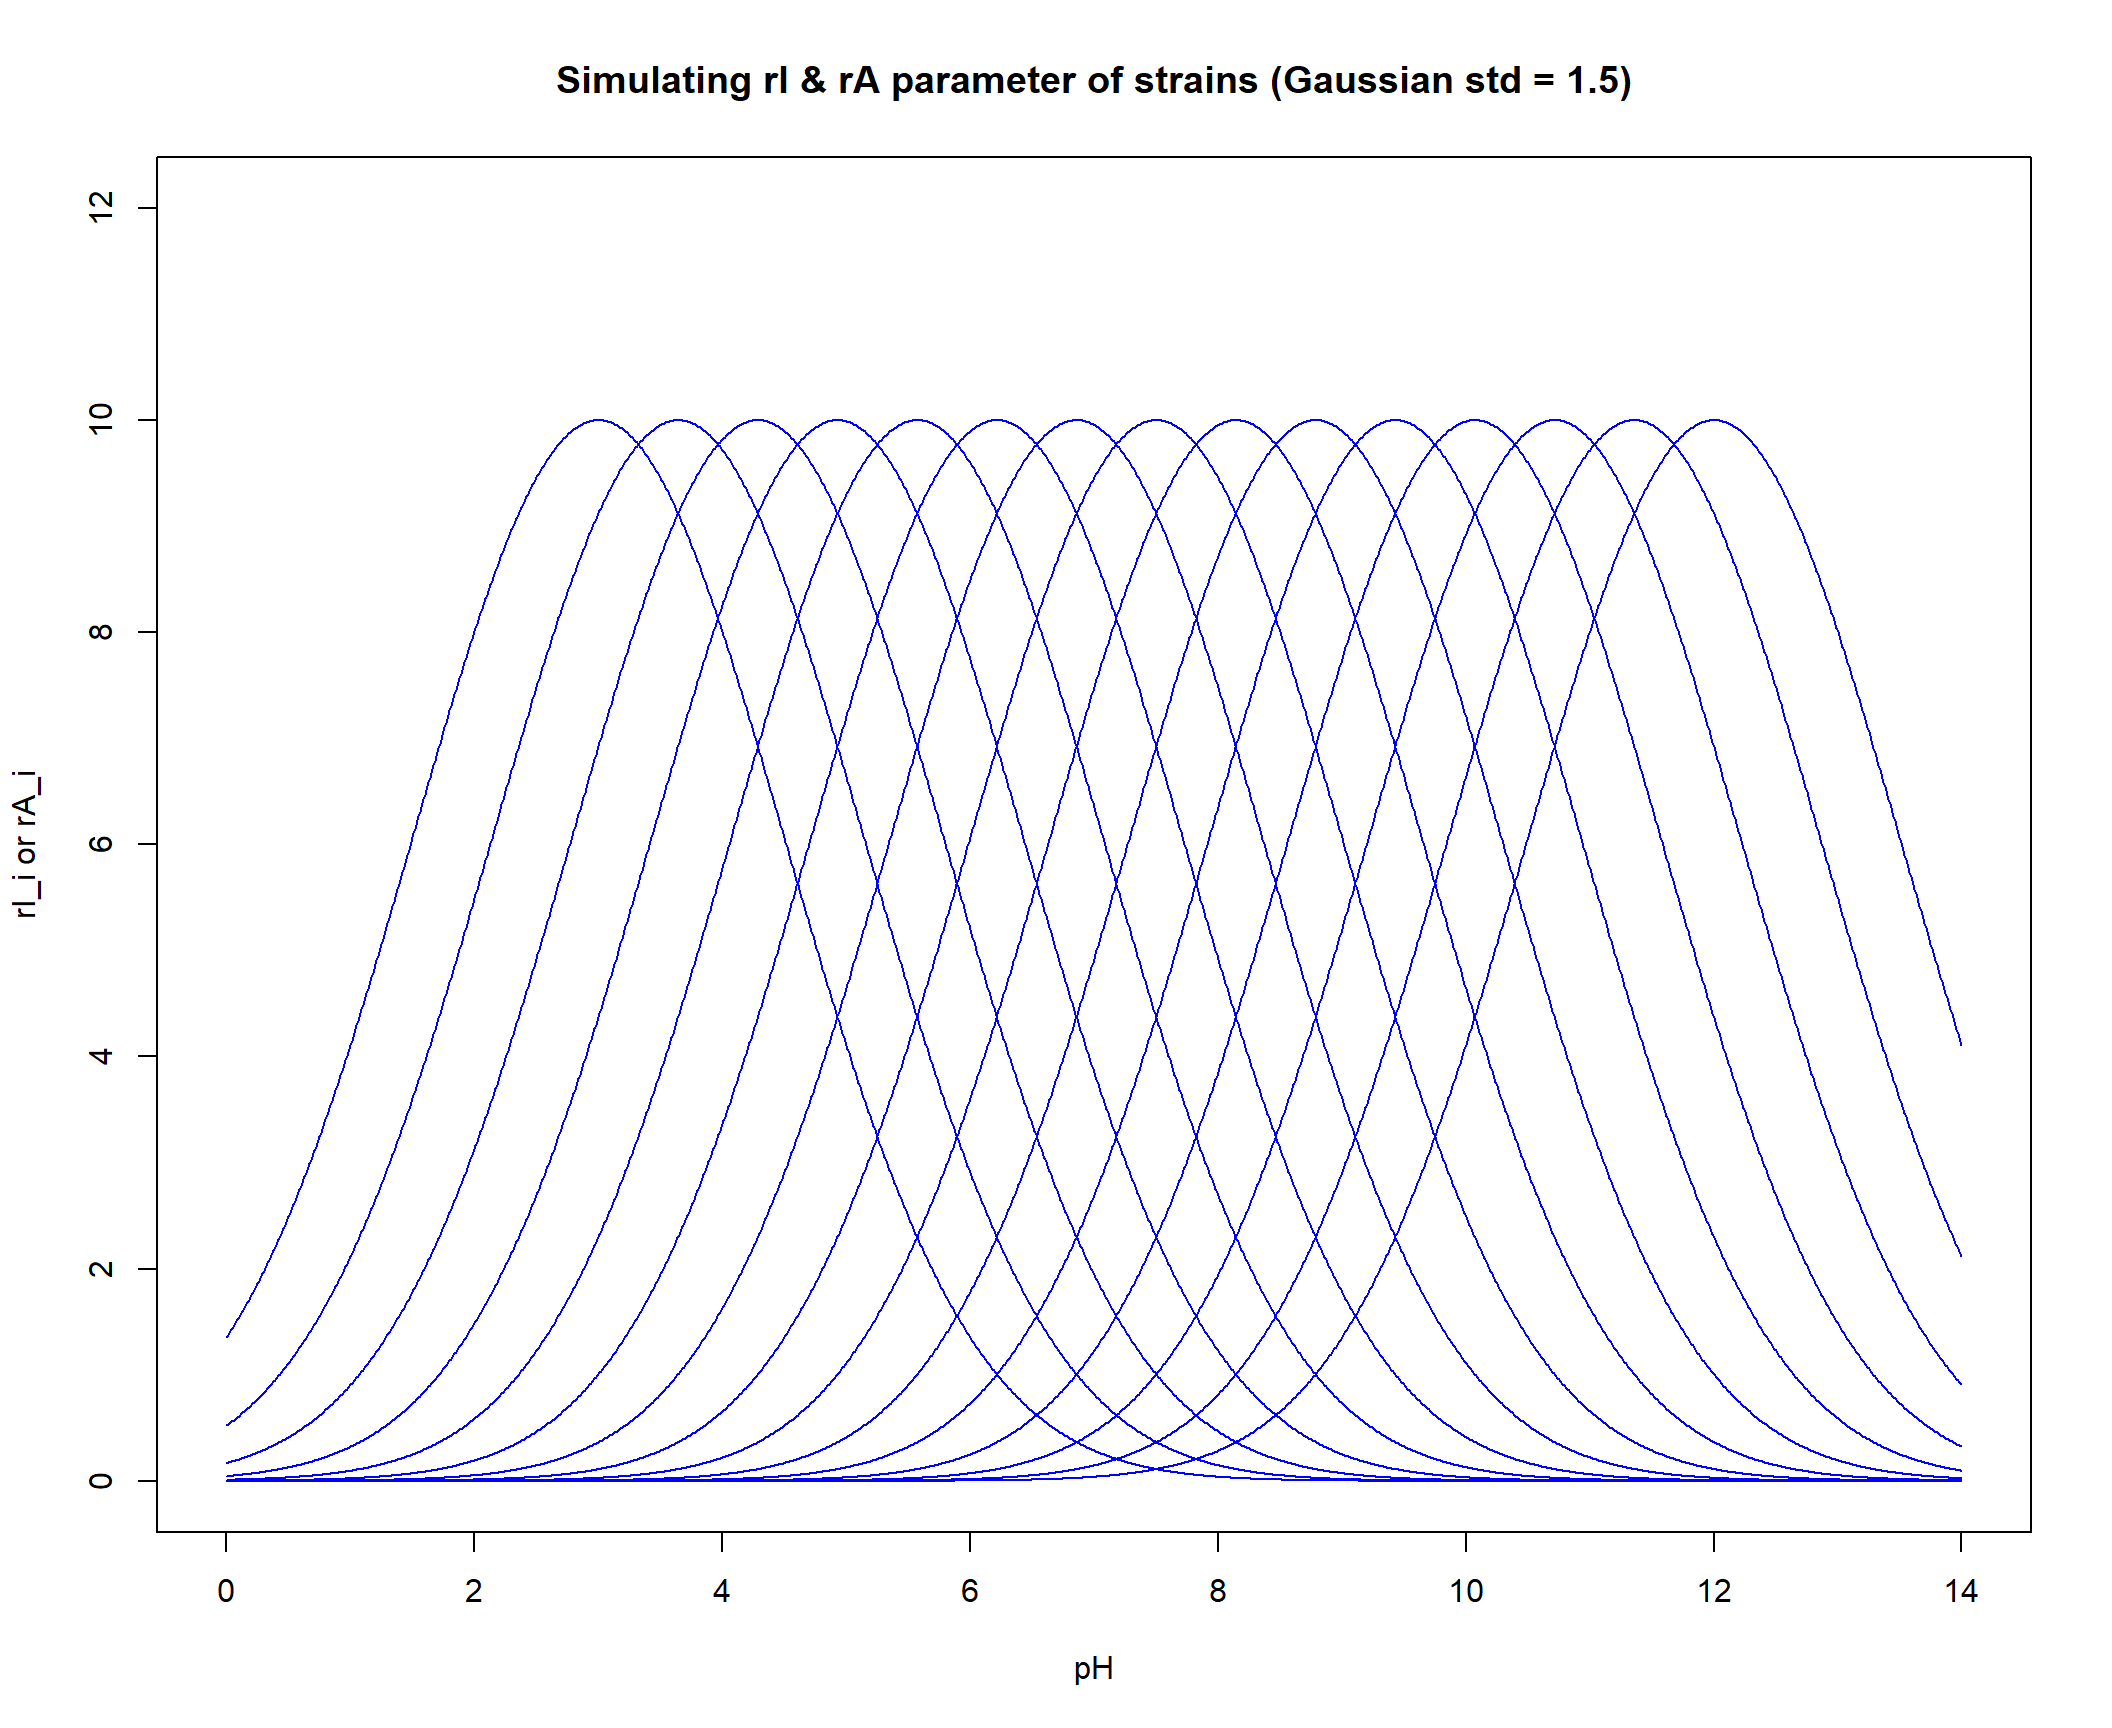 Simulating rI & rA parameter of strains (Gaussian std = 1.5)
rI_i or rA_i
12
10
8
6
4
2
0
0 2 4 6 8 10 12 14
pH